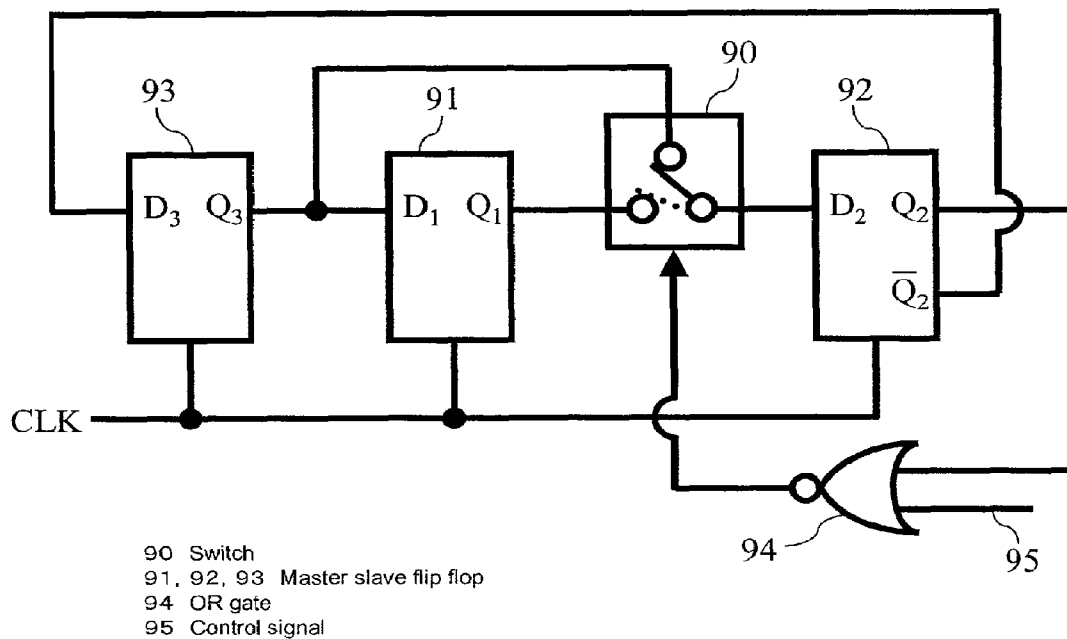 90
93
91
92
D₃ Q₃
D₁ Q₁
D₂ Q₂
Q̅₂
CLK
94
95
90 Switch
91, 92, 93 Master slave flip flop
94 OR gate
95 Control signal